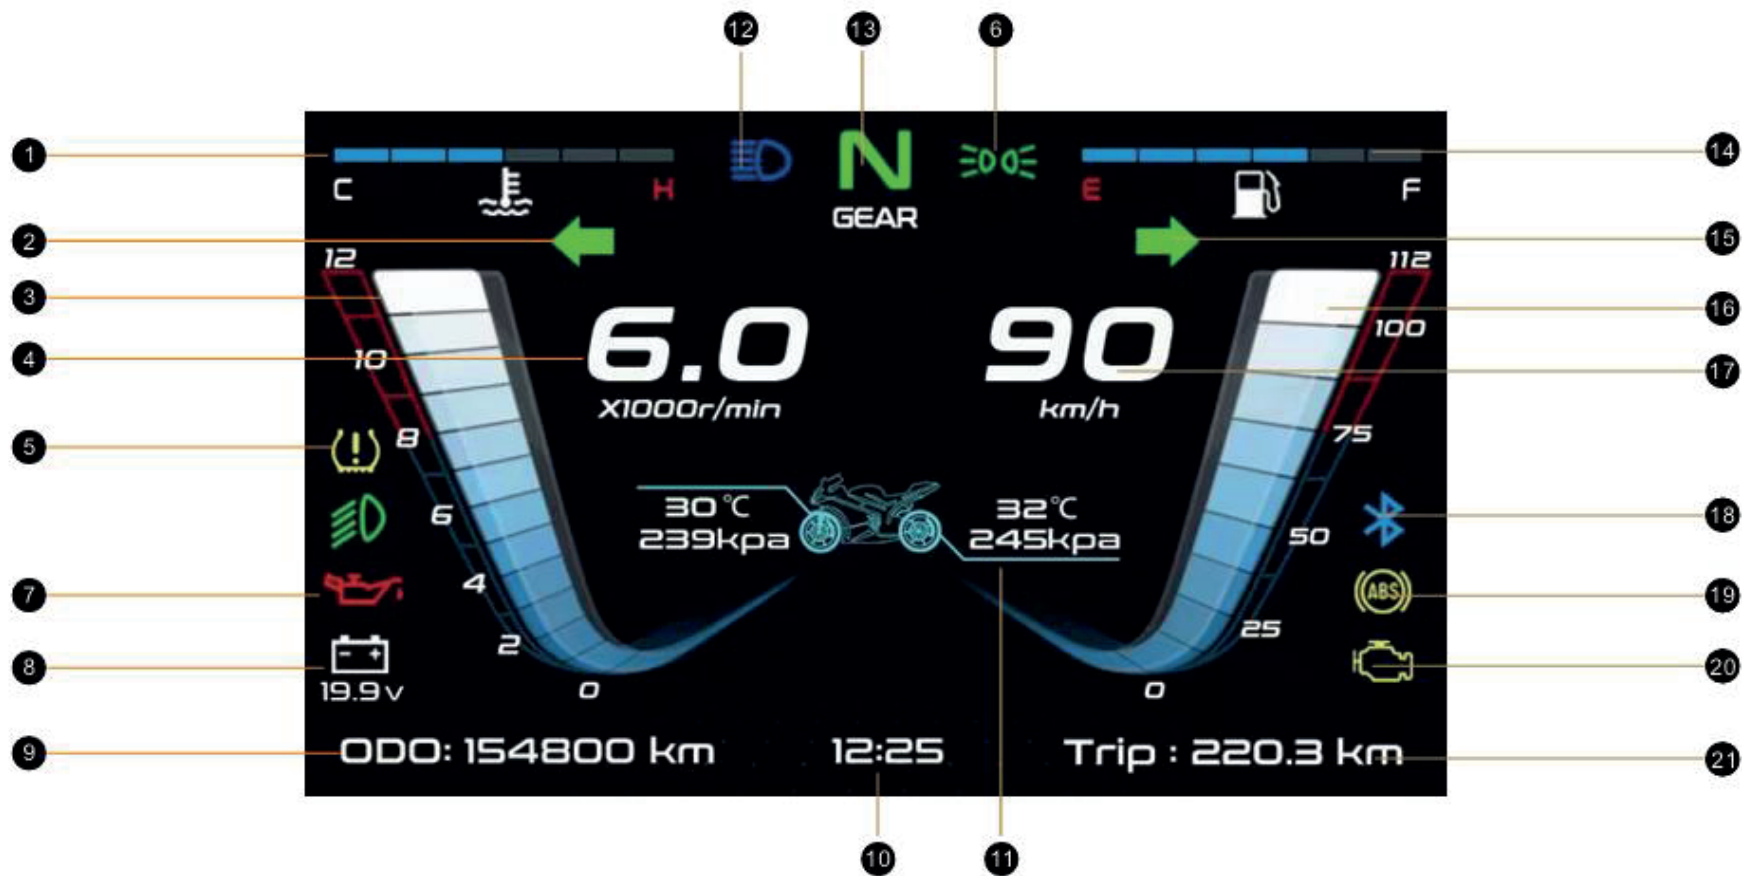 12 13 6
1 14
C H N E F
GEAR
2 15
12 112
3 6.0 90 16
100
4 10 17
X1000r/min km/h
5 8 75
30℃ 32℃
6 18
239kpa 245kpa 50
4
7 ABS 19
25
2
8 - + 20
19.9v 0 0
9 ODO: 154800 km 12:25 Trip : 220.3 km 21
10 11